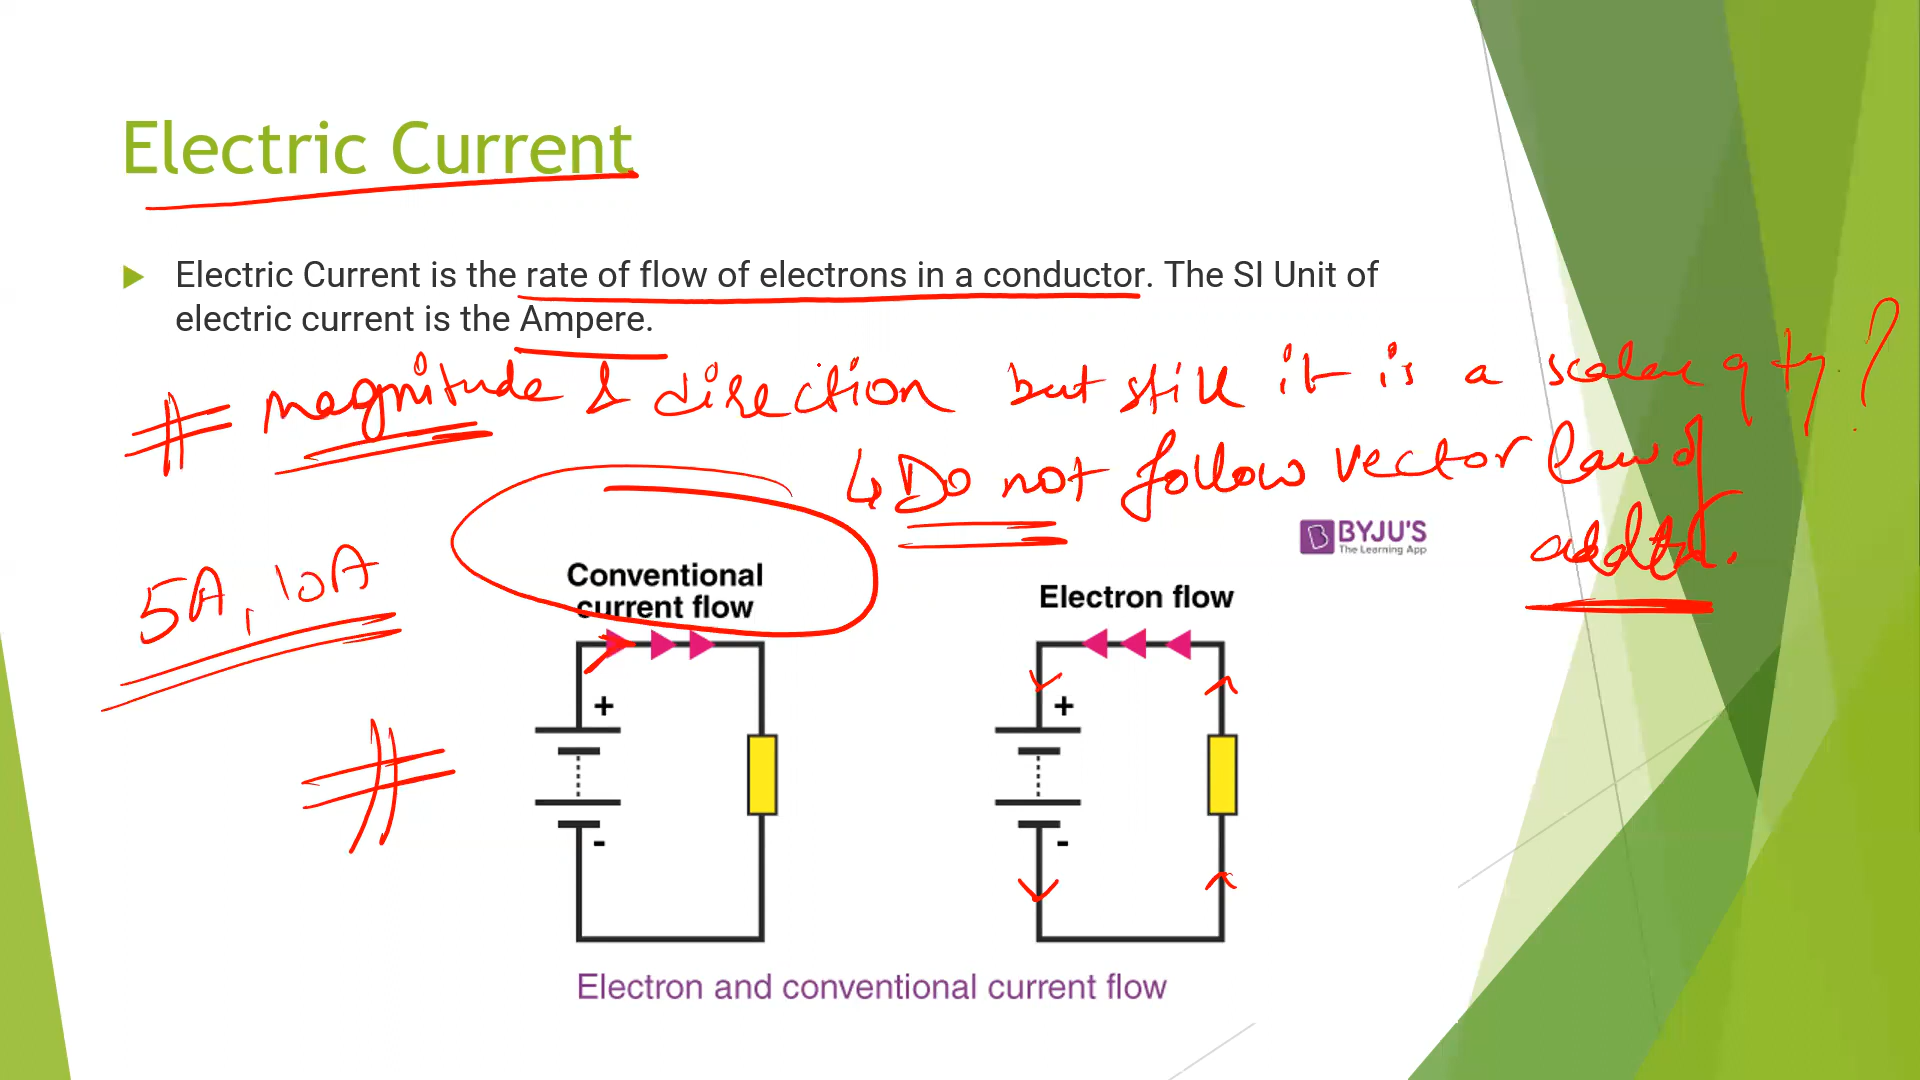 Electric Current
Electric Current is the rate of flow of electrons in a conductor. The SI Unit of
electric current is the Ampere.
# magnitude & direction but still it is a scalar qty?
↳ Do not follow vector law of
addtn.
BYJU'S
The Learning App
5A, 10A
Conventional
current flow
Electron flow
+
+
#
-
-
Electron and conventional current flow